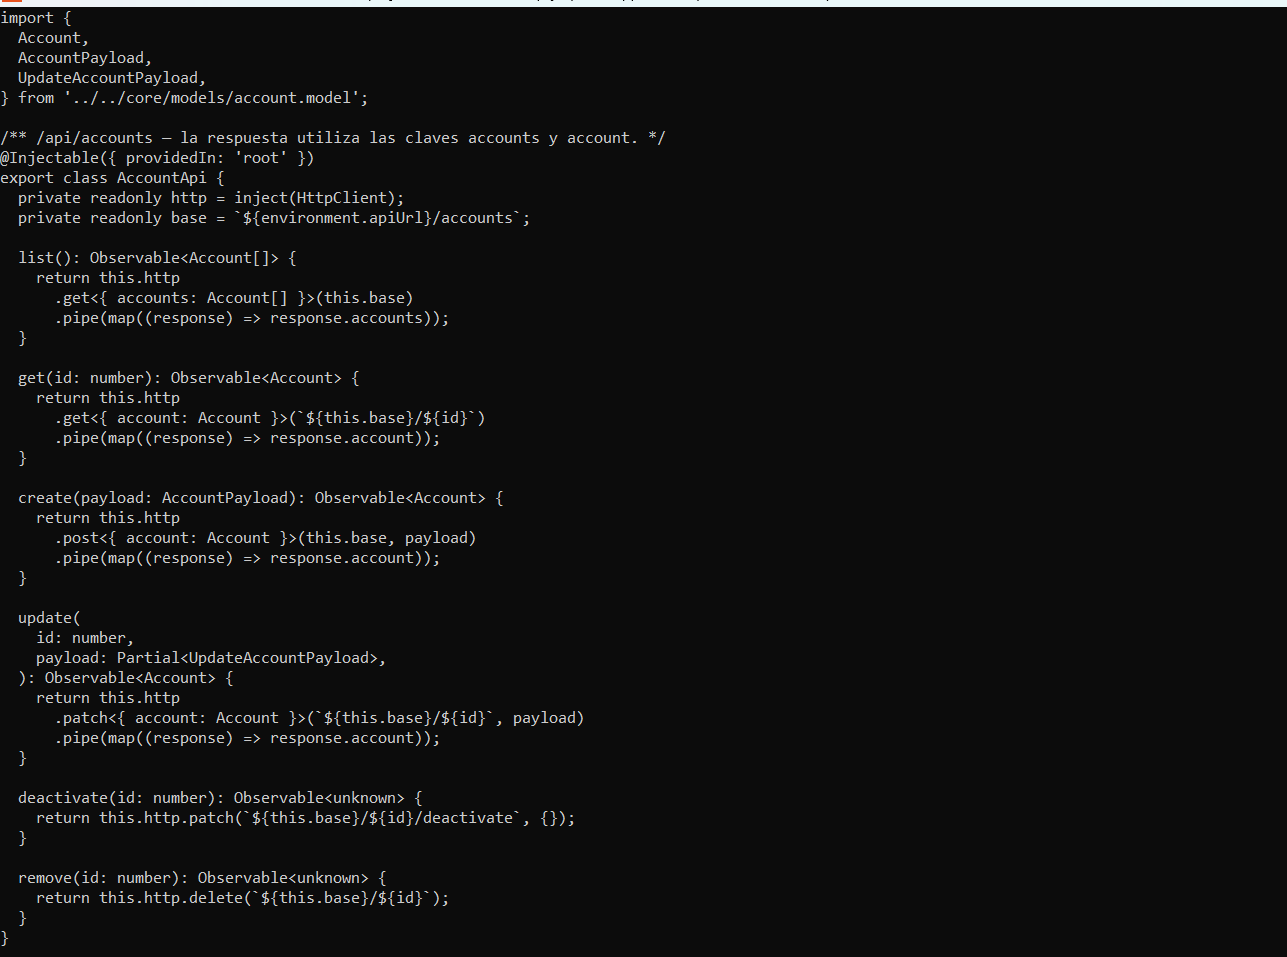 import {
  Account,
  AccountPayload,
  UpdateAccountPayload,
} from '../../core/models/account.model';

/** /api/accounts — la respuesta utiliza las claves accounts y account. */
@Injectable({ providedIn: 'root' })
export class AccountApi {
  private readonly http = inject(HttpClient);
  private readonly base = `${environment.apiUrl}/accounts`;

  list(): Observable<Account[]> {
    return this.http
      .get<{ accounts: Account[] }>(this.base)
      .pipe(map((response) => response.accounts));
  }

  get(id: number): Observable<Account> {
    return this.http
      .get<{ account: Account }>(`${this.base}/${id}`)
      .pipe(map((response) => response.account));
  }

  create(payload: AccountPayload): Observable<Account> {
    return this.http
      .post<{ account: Account }>(this.base, payload)
      .pipe(map((response) => response.account));
  }

  update(
    id: number,
    payload: Partial<UpdateAccountPayload>,
  ): Observable<Account> {
    return this.http
      .patch<{ account: Account }>(`${this.base}/${id}`, payload)
      .pipe(map((response) => response.account));
  }

  deactivate(id: number): Observable<unknown> {
    return this.http.patch(`${this.base}/${id}/deactivate`, {});
  }

  remove(id: number): Observable<unknown> {
    return this.http.delete(`${this.base}/${id}`);
  }
}